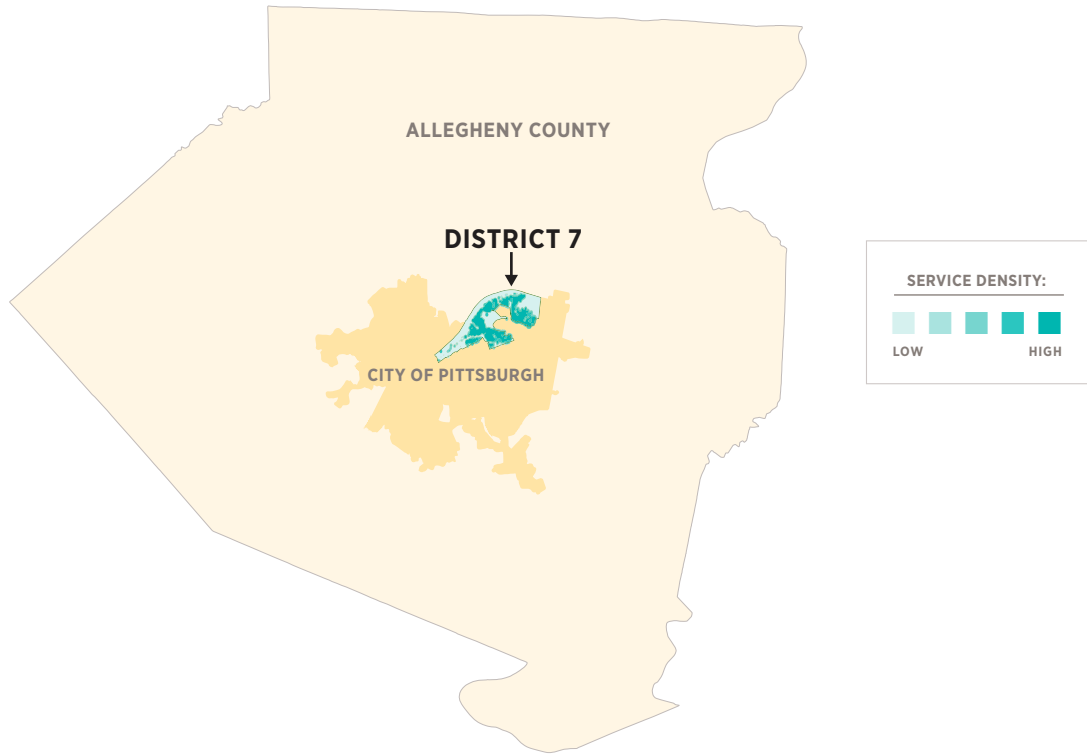 ALLEGHENY COUNTY
DISTRICT 7
CITY OF PITTSBURGH
SERVICE DENSITY:
LOW HIGH